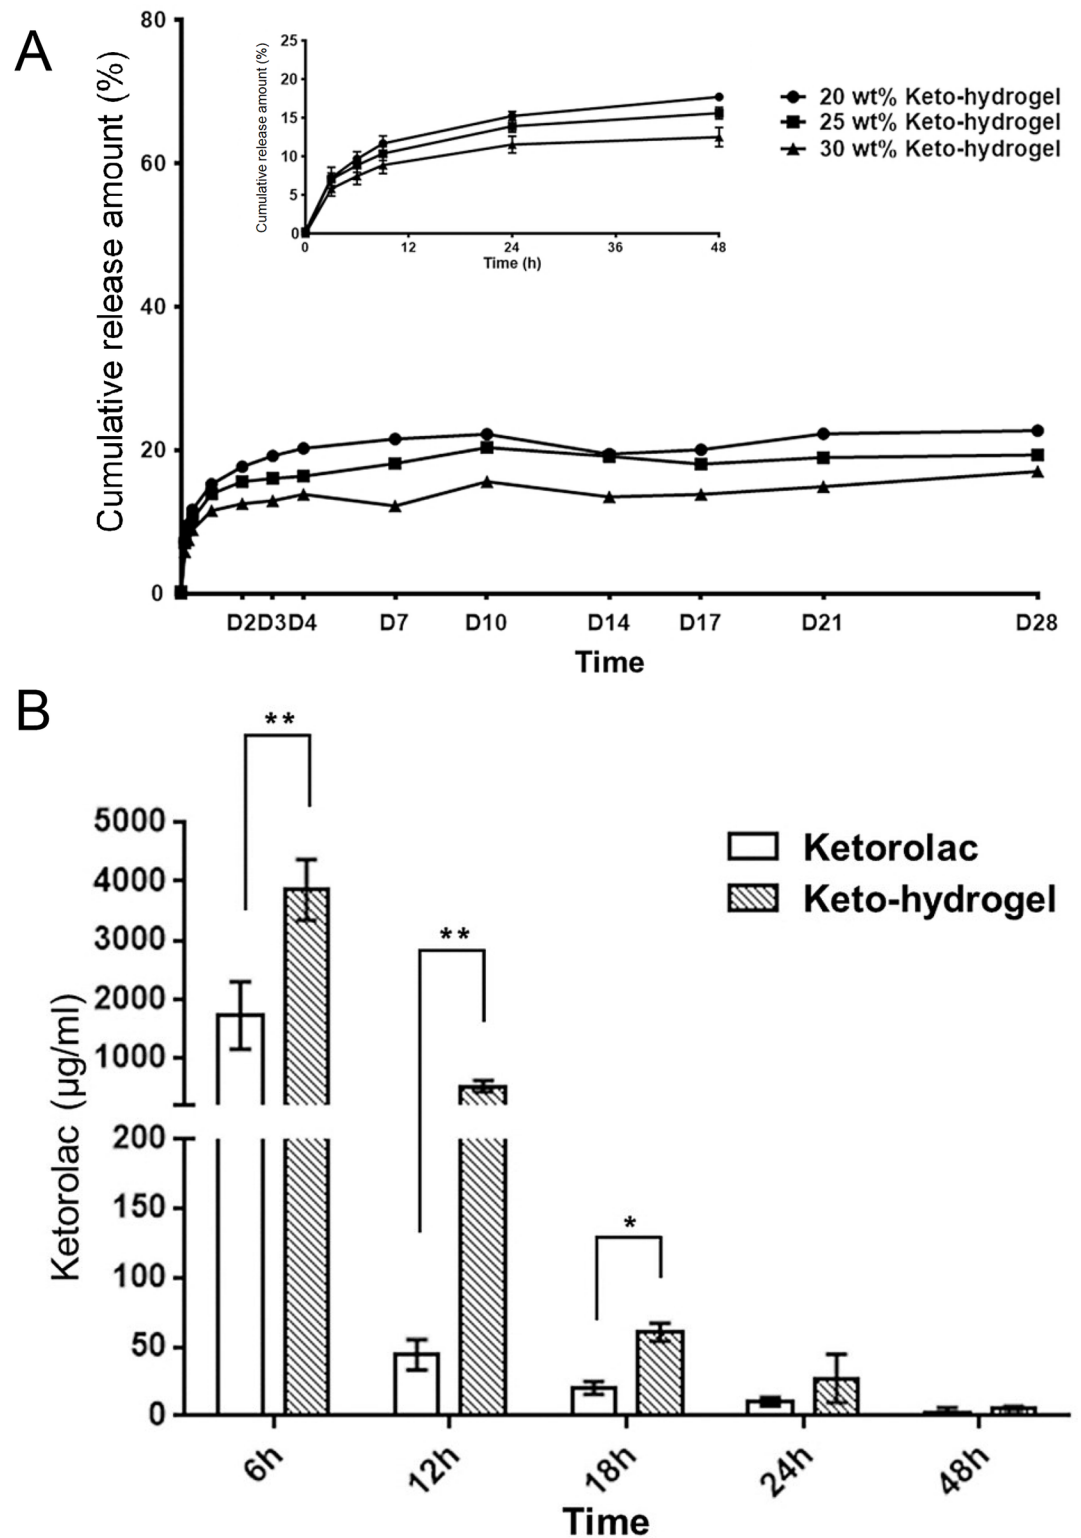 A
Cumulative release amount (%)
80
60
40
20
0
D2 D3 D4 D7 D10 D14 D17 D21 D28
Time
Cumulative release amount (%)
25
20
15
10
5
0
0 12 24 36 48
Time (h)
20 wt% Keto-hydrogel
25 wt% Keto-hydrogel
30 wt% Keto-hydrogel
B
Ketorolac (µg/ml)
5000
4000
3000
2000
1000
200
150
100
50
0
**
**
*
Ketorolac
Keto-hydrogel
6h 12h 18h 24h 48h
Time